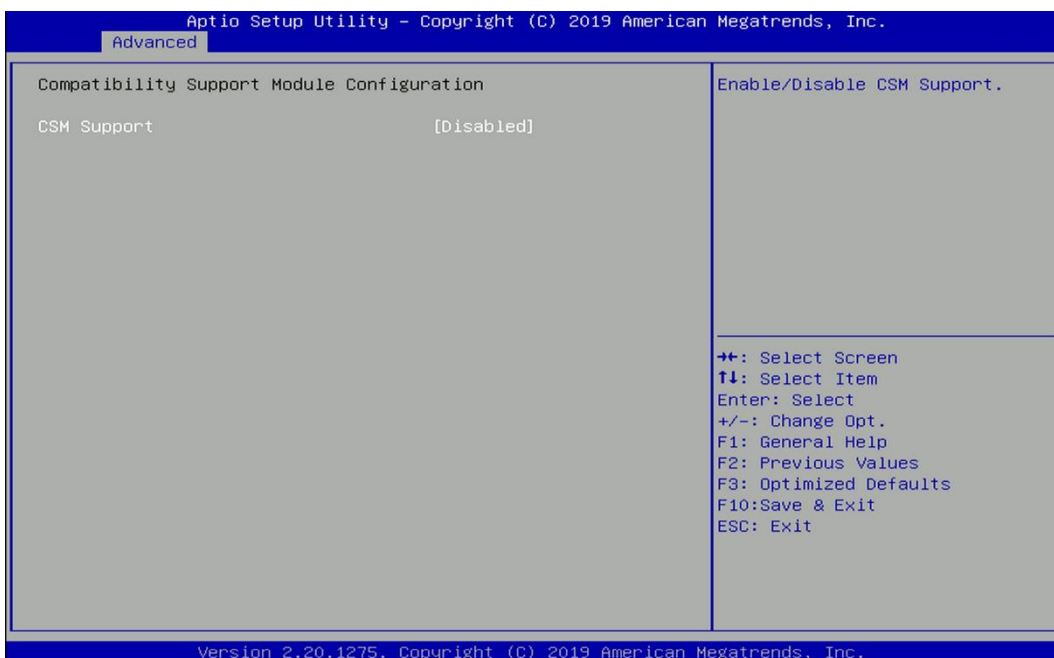 Aptio Setup Utility – Copyright (C) 2019 American Megatrends, Inc.
Advanced
Compatibility Support Module Configuration
CSM Support [Disabled]
Enable/Disable CSM Support.
→←: Select Screen
↑↓: Select Item
Enter: Select
+/-: Change Opt.
F1: General Help
F2: Previous Values
F3: Optimized Defaults
F10:Save & Exit
ESC: Exit
Version 2.20.1275. Copyright (C) 2019 American Megatrends, Inc.